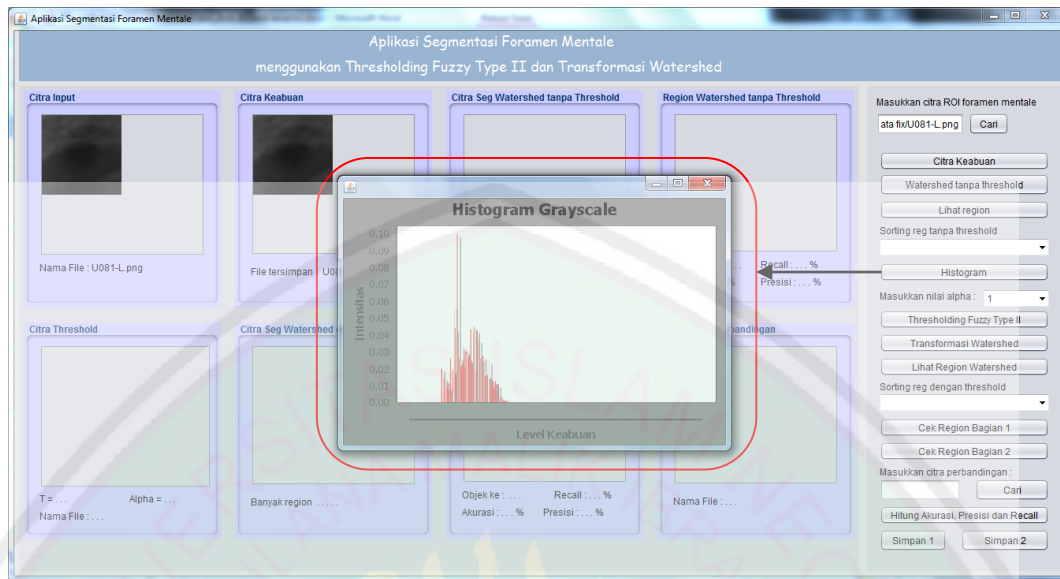 Aplikasi Segmentasi Foramen Mentale
Aplikasi Segmentasi Foramen Mentale
menggunakan Thresholding Fuzzy Type II dan Transformasi Watershed
Citra Input
Citra Keabuan
Citra Seg Watershed tanpa Threshold
Region Watershed tanpa Threshold
Nama File : U081-L.png
File tersimpan U08
Recall : . . . %
%
Presisi : . . . %
Histogram Grayscale
Intensitas
0.10
0.09
0.08
0.07
0.06
0.05
0.04
0.03
0.02
0.01
0.00
Level Keabuan
Citra Threshold
Citra Seg Watershed
bandingan
T = . . .
Alpha = . . .
Nama File : . . .
Banyak region . . . .
Objek ke : . . .
Recall : . . . %
Akurasi : . . . %
Presisi : . . . %
Nama File : . . .
Masukkan citra ROI foramen mentale
ata fix/U081-L.png
Cari
Citra Keabuan
Watershed tanpa threshold
Lihat region
Sorting reg tanpa threshold
Histogram
Masukkan nilai alpha :
1
Thresholding Fuzzy Type II
Transformasi Watershed
Lihat Region Watershed
Sorting reg dengan threshold
Cek Region Bagian 1
Cek Region Bagian 2
Masukkan citra perbandingan :
Cari
Hitung Akurasi, Presisi dan Recall
Simpan 1
Simpan 2